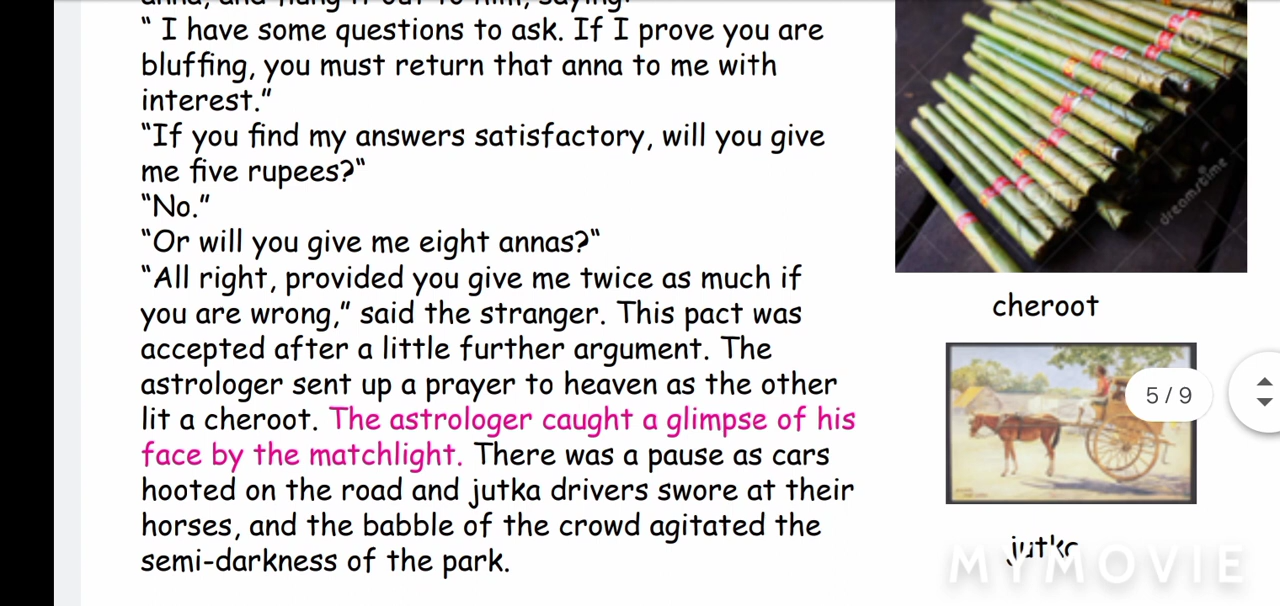 “ I have some questions to ask. If I prove you are
bluffing, you must return that anna to me with
interest.”
“If you find my answers satisfactory, will you give
me five rupees?“
“No.”
“Or will you give me eight annas?“
“All right, provided you give me twice as much if
you are wrong,” said the stranger. This pact was
accepted after a little further argument. The
astrologer sent up a prayer to heaven as the other
lit a cheroot. The astrologer caught a glimpse of his
face by the matchlight. There was a pause as cars
hooted on the road and jutka drivers swore at their
horses, and the babble of the crowd agitated the
semi-darkness of the park.
dreamstime
cheroot
5 / 9
jutka
MYMOVIE